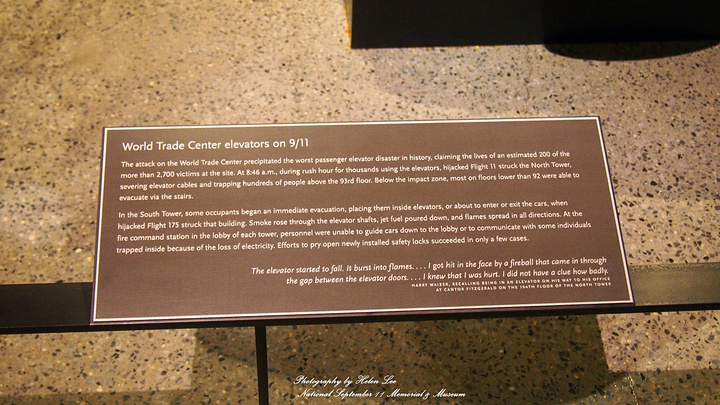 World Trade Center elevators on 9/11
The attack on the World Trade Center precipitated the worst passenger elevator disaster in history, claiming the lives of an estimated 200 of the
more than 2,700 victims at the site. At 8:46 a.m., during rush hour for thousands using the elevators, hijacked Flight 11 struck the North Tower,
severing elevator cables and trapping hundreds of people above the 93rd floor. Below the impact zone, most on floors lower than 92 were able to
evacuate via the stairs.
In the South Tower, some occupants began an immediate evacuation, placing them inside elevators, or about to enter or exit the cars, when
hijacked Flight 175 struck that building. Smoke rose through the elevator shafts, jet fuel poured down, and flames spread in all directions. At the
fire command station in the lobby of each tower, personnel were unable to guide cars down to the lobby or to communicate with some individuals
trapped inside because of the loss of electricity. Efforts to pry open newly installed safety locks succeeded in only a few cases.
The elevator started to fall. It burst into flames. . . . I got hit in the face by a fireball that came in through
the gap between the elevator doors. . . . I knew that I was hurt. I did not have a clue how badly.
HARRY WAIZER, RECALLING BEING IN AN ELEVATOR ON HIS WAY TO HIS OFFICE
AT CANTOR FITZGERALD ON THE 104TH FLOOR OF THE NORTH TOWER
Photography by Helen Lee
National September 11 Memorial & Museum